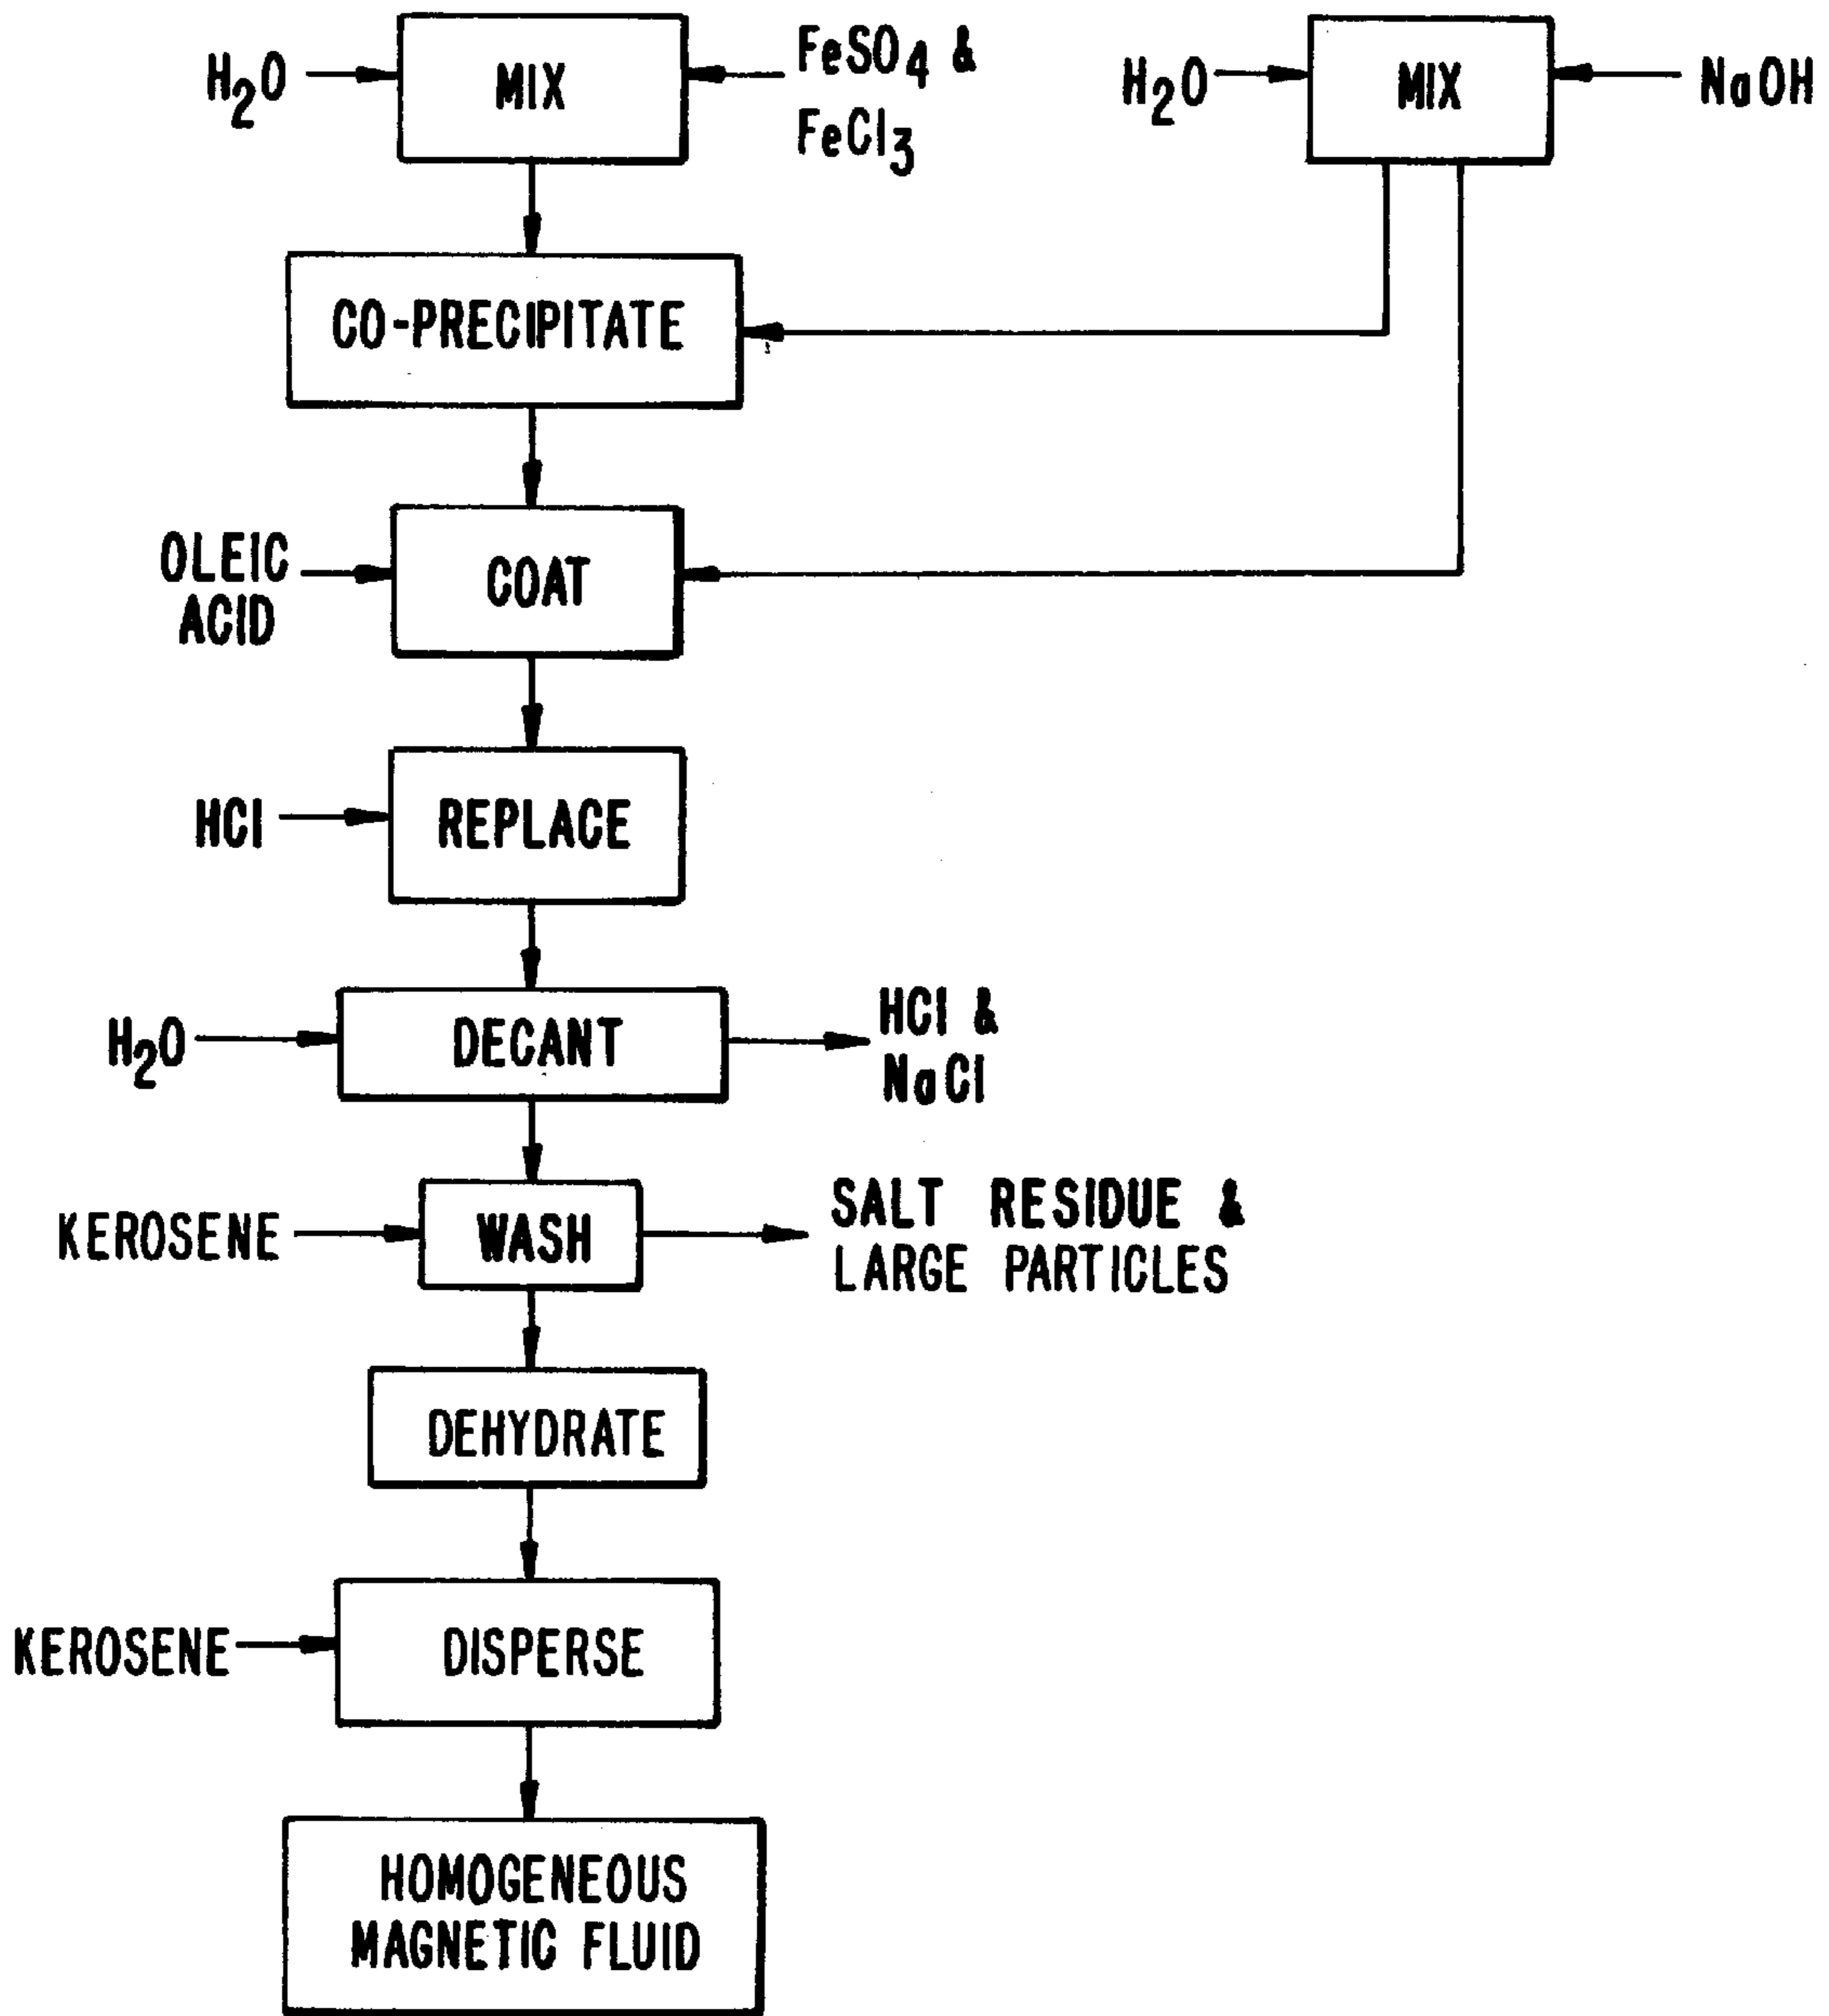 H₂O
MIX
FeSO₄ &
FeCl₃
H₂O
MIX
NaOH
CO-PRECIPITATE
OLEIC
ACID
COAT
HCl
REPLACE
H₂O
DECANT
HCl &
NaCl
KEROSENE
WASH
SALT RESIDUE &
LARGE PARTICLES
DEHYDRATE
KEROSENE
DISPERSE
HOMOGENEOUS
MAGNETIC FLUID